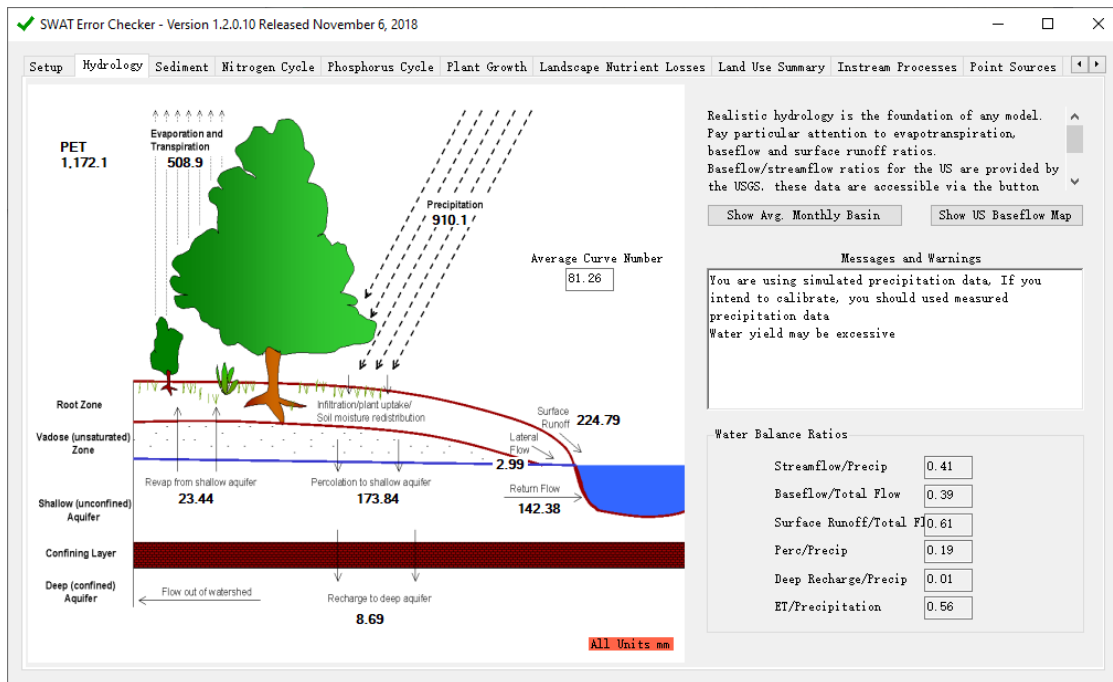 SWAT Error Checker - Version 1.2.0.10 Released November 6, 2018
Setup Hydrology Sediment Nitrogen Cycle Phosphorus Cycle Plant Growth Landscape Nutrient Losses Land Use Summary Instream Processes Point Sources
PET
1,172.1
Evaporation and
Transpiration
508.9
Precipitation
910.1
Average Curve Number
81.26
Root Zone
Vadose (unsaturated)
Zone
Shallow (unconfined)
Aquifer
Confining Layer
Deep (confined)
Aquifer
Infiltration/plant uptake/
Soil moisture redistribution
Surface
Runoff
224.79
Lateral
Flow
2.99
Revap from shallow aquifer
23.44
Percolation to shallow aquifer
173.84
Return Flow
142.38
Flow out of watershed
Recharge to deep aquifer
8.69
All Units mm
Realistic hydrology is the foundation of any model.
Pay particular attention to evapotranspiration,
baseflow and surface runoff ratios.
Baseflow/streamflow ratios for the US are provided by
the USGS. these data are accessible via the button
Show Avg. Monthly Basin
Show US Baseflow Map
Messages and Warnings
You are using simulated precipitation data, If you
intend to calibrate, you should used measured
precipitation data
Water yield may be excessive
Water Balance Ratios
Streamflow/Precip 0.41
Baseflow/Total Flow 0.39
Surface Runoff/Total Fl 0.61
Perc/Precip 0.19
Deep Recharge/Precip 0.01
ET/Precipitation 0.56